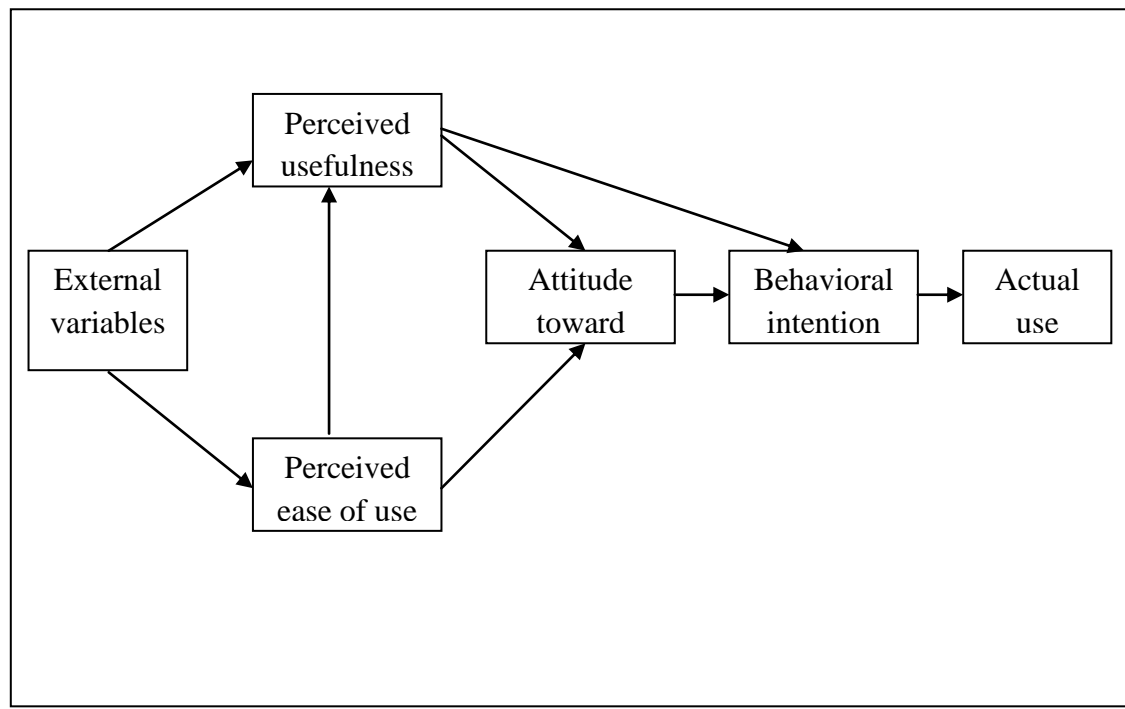 Perceived
usefulness
External
variables
Attitude
toward
Behavioral
intention
Actual
use
Perceived
ease of use